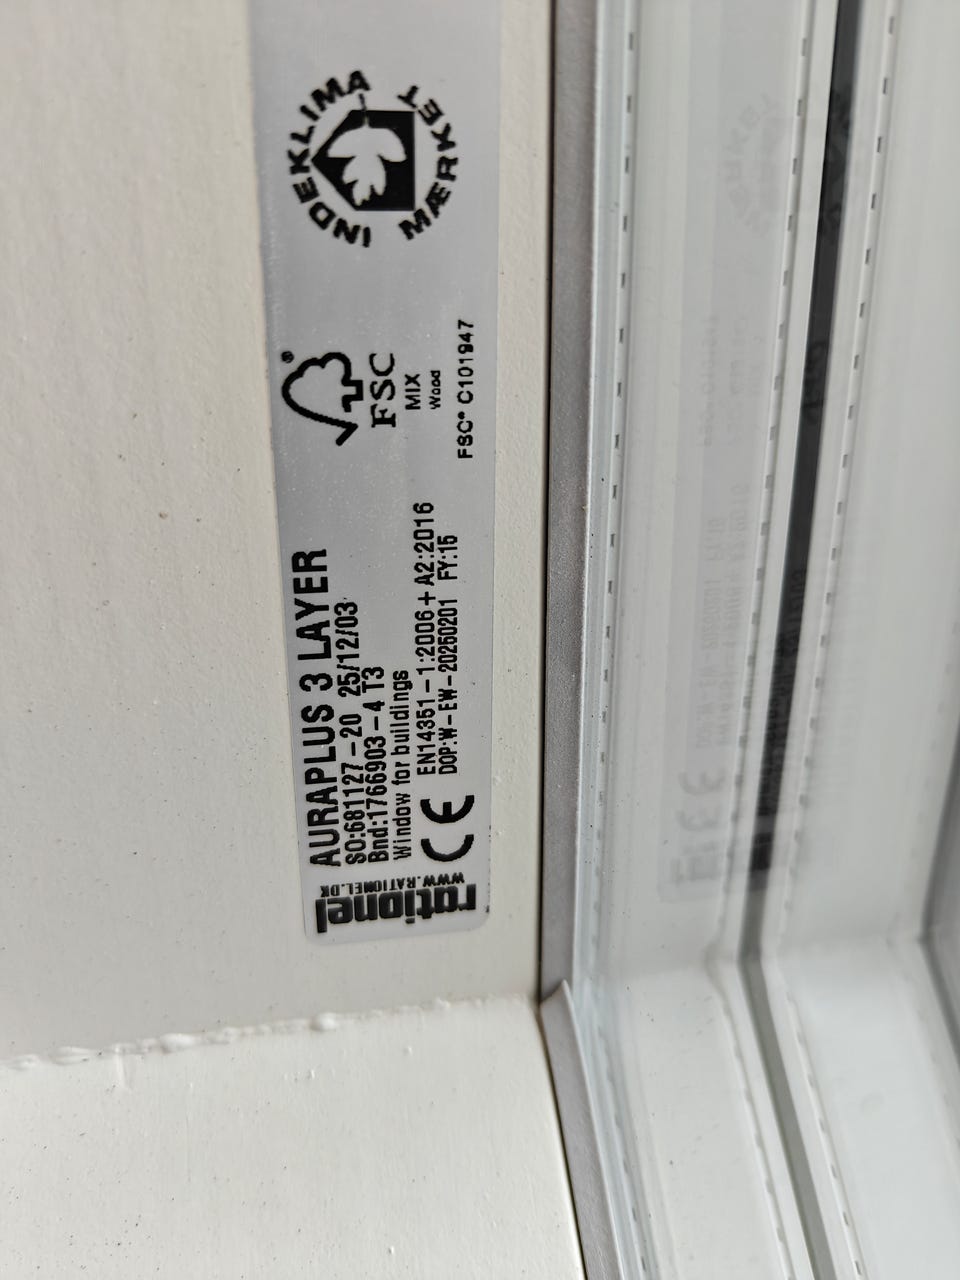 rationel
WWW.RATIONEL.DK
AURAPLUS 3 LAYER
SO:681127-20 25/12/03
Bnd:1766903-4 T3
Window for buildings
CE
EN14351-1:2006+A2:2016
DOP:W-EW-20250201 FY:15
®
FSC
MIX
Wood
FSC® C101947
INDEKLIMA
MÆRKET